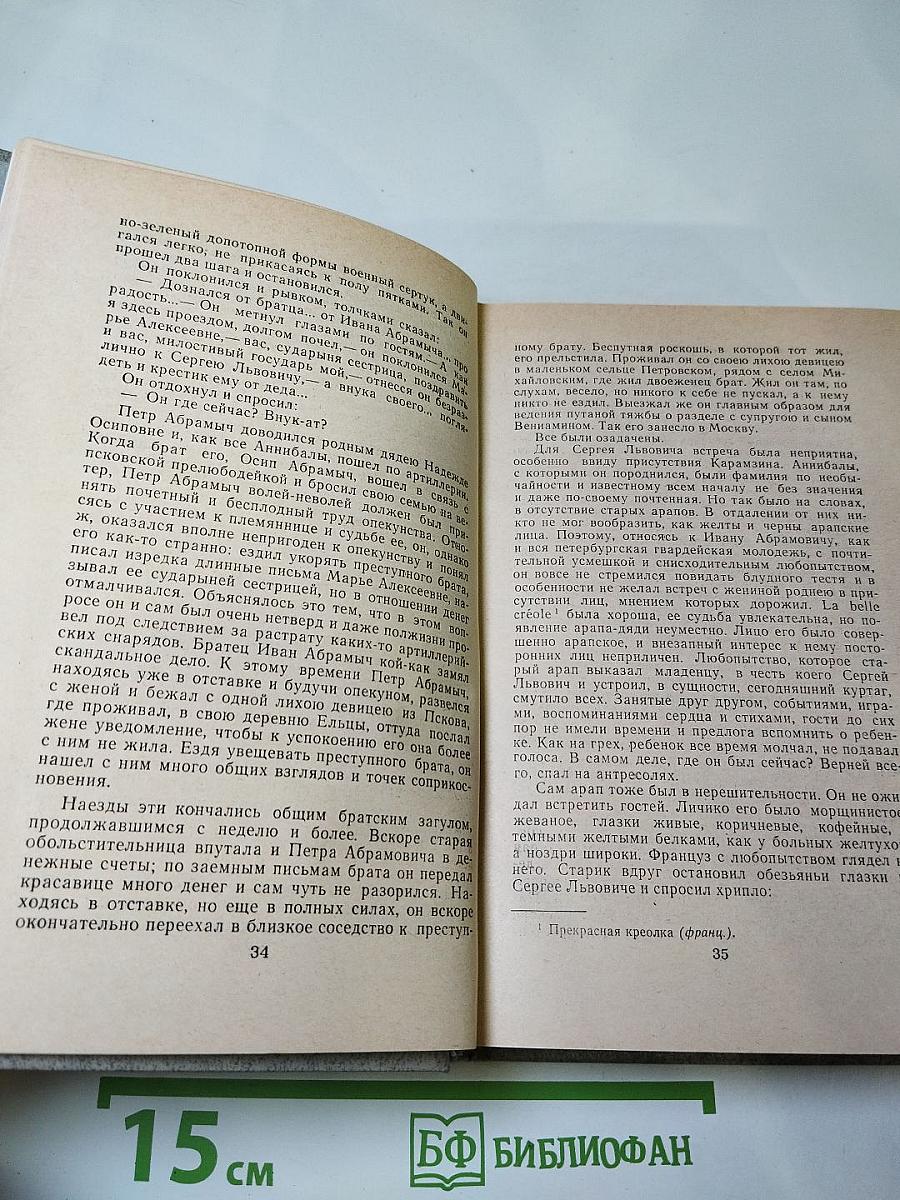 но-зеленый допотопной формы военный сертук, а дви-
гался легко, не прикасаясь к полу пятками. Так он
прошел два шага и остановился.
Он поклонился и рывком, толчками сказал:
— Дознался от братца... от Ивана Абрамыча... про
радость...— Он метнул глазами по гостям.— А как
я здесь проездом, долгом почел,— он поклонился Ма-
рье Алексеевне,— вас, сударыня сестрица, поздравить
и вас, милостивый государь мой,— отнесся он безраз-
лично к Сергею Львовичу,— а внука своего... погля-
деть и крестик ему от деда...
Он отдохнул и спросил:
— Он где сейчас? Внук-ат?
Петр Абрамыч доводился родным дядею Надежде
Осиповне и, как все Аннибалы, пошел по артиллерии.
Когда брат его, Осип Абрамыч, вошел в связь с
псковской прелюбодейкой и бросил свою семью на ве-
тер, Петр Абрамыч волей-неволей должен был при-
нять почетный и бесплодный труд опекунства. Отно-
сясь с участием к племяннице и судьбе ее, он, однако
ж, оказался вполне непригоден к опекунству и понял
его как-то странно: ездил укорять преступного брата,
писал изредка длинные письма Марье Алексеевне, на-
зывал ее сударыней сестрицей, но в отношении денег
отмалчивался. Объяснялось это тем, что в этом воп-
росе он и сам был очень нетверд и даже полжизни про-
вел под следствием за растрату каких-то артиллерий-
ских снарядов. Братец Иван Абрамыч кой-как замял
скандальное дело. К этому времени Петр Абрамыч,
находясь уже в отставке и будучи опекуном, развелся
с женой и бежал с одной лихою девицею из Пскова,
где проживал, в свою деревню Ельцы, оттуда послал
жене уведомление, чтобы к успокоению его она более
с ним не жила. Ездя увещевать преступного брата, он
нашел с ним много общих взглядов и точек соприкос-
новения.
Наезды эти кончались общим братским загулом,
продолжавшимся с неделю и более. Вскоре старая
обольстительница впутала и Петра Абрамовича в де-
нежные счеты; по заемным письмам брата он передал
красавице много денег и сам чуть не разорился. На-
ходясь в отставке, но еще в полных силах, он вскоре
окончательно переехал в близкое соседство к преступ-
34
ному брату. Беспутная роскошь, в которой тот жил,
его прельстила. Проживал он со своею лихою девицею
в маленьком сельце Петровском, рядом с селом Ми-
хайловским, где жил двоеженец брат. Жил он там, по
слухам, весело, но никого к себе не пускал, а к нему
никто не ездил. Выезжал же он главным образом для
ведения путаной тяжбы о разделе с супругою и сыном
Вениамином. Так его занесло в Москву.
Все были озадачены.
Для Сергея Львовича встреча была неприятна,
особенно ввиду присутствия Карамзина. Аннибалы,
с которыми он породнился, были фамилия по необы-
чайности и известному всем началу не без значения
и даже по-своему почтенная. Но так было на словах,
в отсутствие старых арапов. В отдалении от них ни-
кто не мог вообразить, как желты и черны арапские
лица. Поэтому, относясь к Ивану Абрамовичу, как
и вся петербургская гвардейская молодежь, с почти-
тельной усмешкой и снисходительным любопытством,
он вовсе не стремился повидать блудного тестя и в
особенности не желал встреч с жениной роднею в при-
сутствии лиц, мнением которых дорожил. La belle
créole ¹ была хороша, ее судьба увлекательна, но по-
явление арапа-дяди неуместно. Лицо его было совер-
шенно арапское, и внезапный интерес к нему посто-
ронних лиц неприличен. Любопытство, которое ста-
рый арап выказал младенцу, в честь коего Сергей
Львович и устроил, в сущности, сегодняшний куртаг,
смутило всех. Занятые друг другом, событиями, игра-
ми, воспоминаниями сердца и стихами, гости до сих
пор не имели времени и предлога вспомнить о ребен-
ке. Как на грех, ребенок все время молчал, не подавал
голоса. В самом деле, где он был сейчас? Верней все-
го, спал на антресолях.
Сам арап тоже был в нерешительности. Он не ожи
дал встретить гостей. Личико его было морщинистое
жеваное, глазки живые, коричневые, кофейные,
темными желтыми белками, как у больных желтухо
а ноздри широки. Француз с любопытством глядел н
него. Старик вдруг остановил обезьяньи глазки
Сергее Львовиче и спросил хрипло:
¹ Прекрасная креолка (франц.).
35
15 см
БФ БИБЛИОФАН